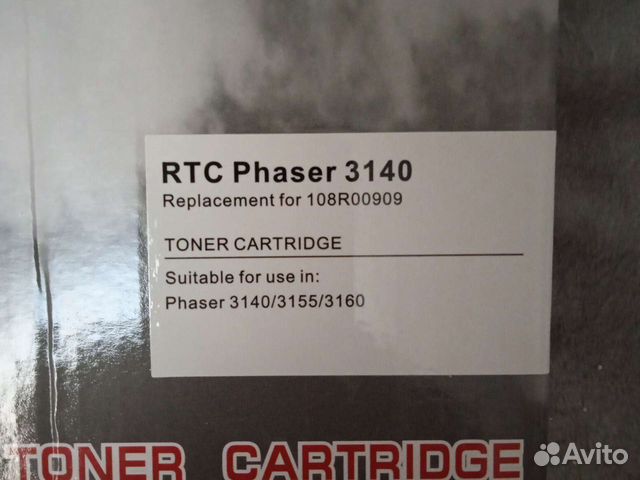 RTC Phaser 3140
Replacement for 108R00909
TONER CARTRIDGE
Suitable for use in:
Phaser 3140/3155/3160
TONER CARTRIDGE
Avito